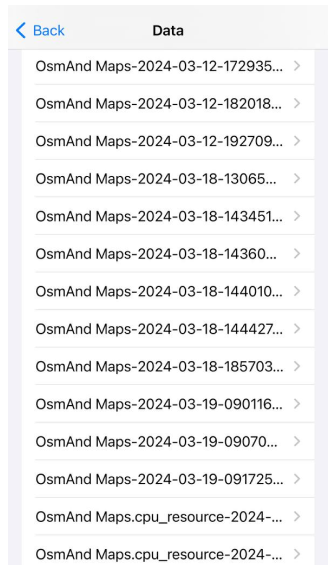 Back
Data
OsmAnd Maps-2024-03-12-172935...
OsmAnd Maps-2024-03-12-182018...
OsmAnd Maps-2024-03-12-192709...
OsmAnd Maps-2024-03-18-13065...
OsmAnd Maps-2024-03-18-143451...
OsmAnd Maps-2024-03-18-14360...
OsmAnd Maps-2024-03-18-144010...
OsmAnd Maps-2024-03-18-144427...
OsmAnd Maps-2024-03-18-185703...
OsmAnd Maps-2024-03-19-090116...
OsmAnd Maps-2024-03-19-09070...
OsmAnd Maps-2024-03-19-091725...
OsmAnd Maps.cpu_resource-2024-...
OsmAnd Maps.cpu_resource-2024-...